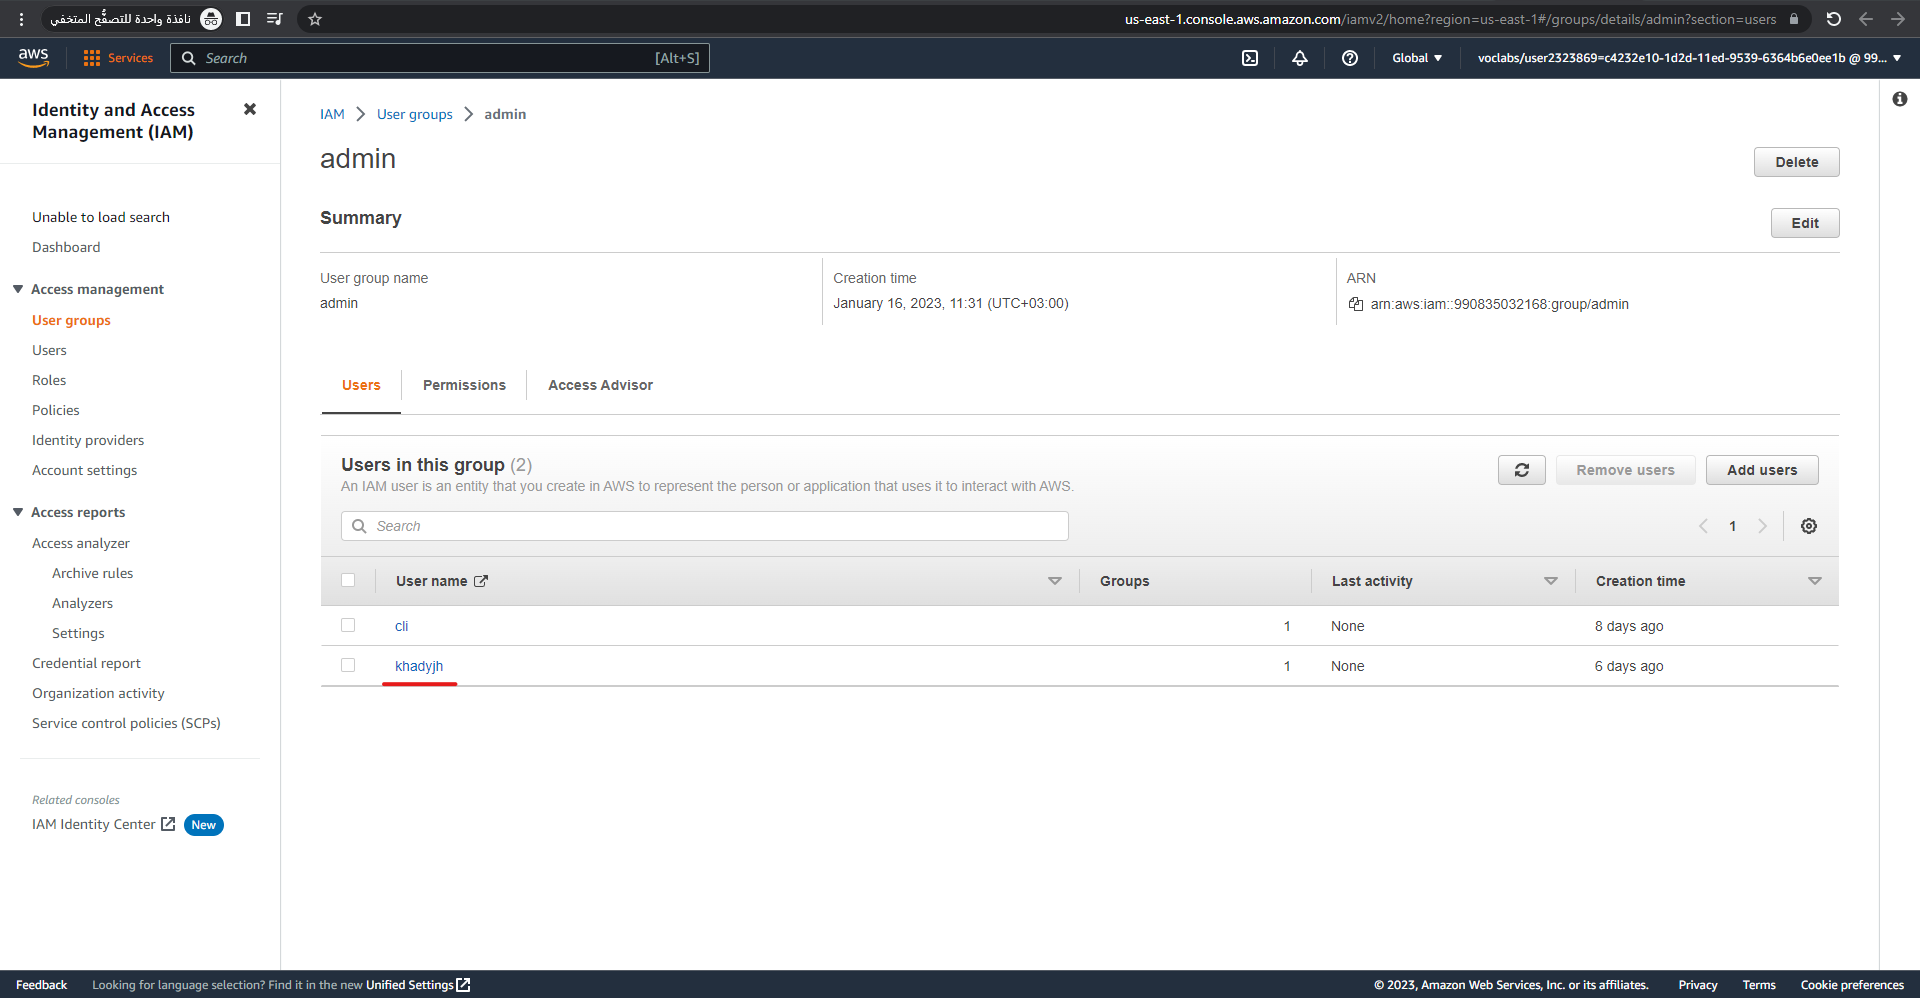 نافذة واحدة للتصفُّح المتخفي
us-east-1.console.aws.amazon.com/iamv2/home?region=us-east-1#/groups/details/admin?section=users
aws Services Search [Alt+S] Global voclabs/user2323869=c4232e10-1d2d-11ed-9539-6364b6e0ee1b @ 99...
Identity and Access
Management (IAM)
Unable to load search
Dashboard
Access management
User groups
Users
Roles
Policies
Identity providers
Account settings
Access reports
Access analyzer
Archive rules
Analyzers
Settings
Credential report
Organization activity
Service control policies (SCPs)
Related consoles
IAM Identity Center New
IAM User groups admin
admin
Delete
Summary
Edit
User group name
admin
Creation time
January 16, 2023, 11:31 (UTC+03:00)
ARN
arn:aws:iam::990835032168:group/admin
Users Permissions Access Advisor
Users in this group (2)
An IAM user is an entity that you create in AWS to represent the person or application that uses it to interact with AWS.
Remove users Add users
Search
1
User name Groups Last activity Creation time
cli 1 None 8 days ago
khadyjh 1 None 6 days ago
Feedback Looking for language selection? Find it in the new Unified Settings © 2023, Amazon Web Services, Inc. or its affiliates. Privacy Terms Cookie preferences